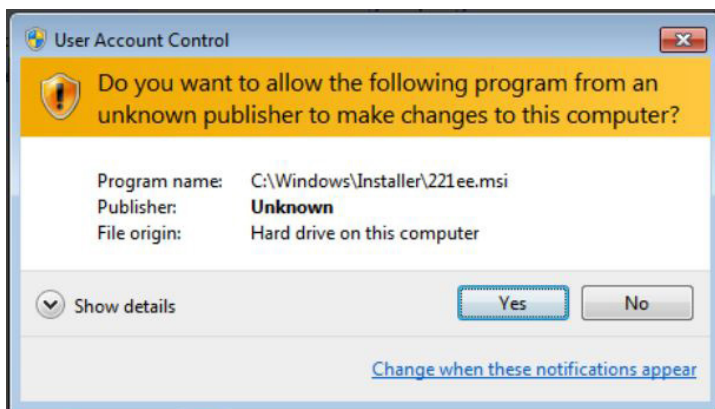 User Account Control
Do you want to allow the following program from an
unknown publisher to make changes to this computer?
Program name: C:\Windows\Installer\221ee.msi
Publisher: Unknown
File origin: Hard drive on this computer
Show details Yes No
Change when these notifications appear